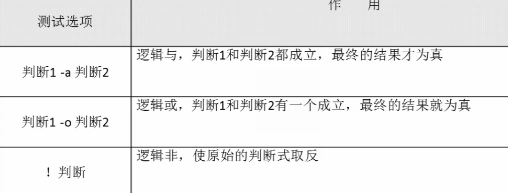 作 用
测试选项
判断1 -a 判断2
逻辑与，判断1和判断2都成立，最终的结果才为真
判断1 -o 判断2
逻辑或，判断1和判断2有一个成立，最终的结果就为真
！判断
逻辑非，使原始的判断式取反